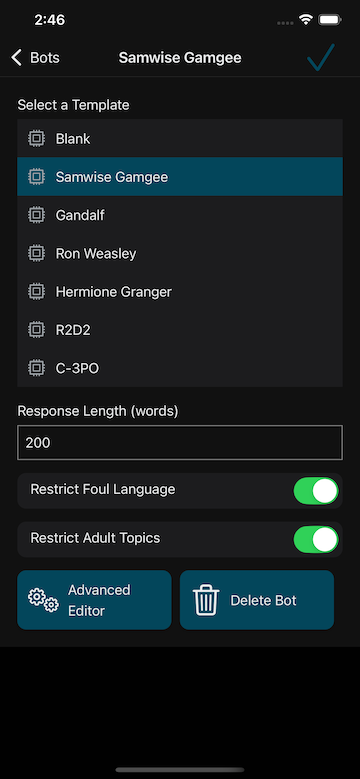 2:46
Bots
Samwise Gamgee
Select a Template
Blank
Samwise Gamgee
Gandalf
Ron Weasley
Hermione Granger
R2D2
C-3PO
Response Length (words)
200
Restrict Foul Language
Restrict Adult Topics
Advanced
Editor
Delete Bot